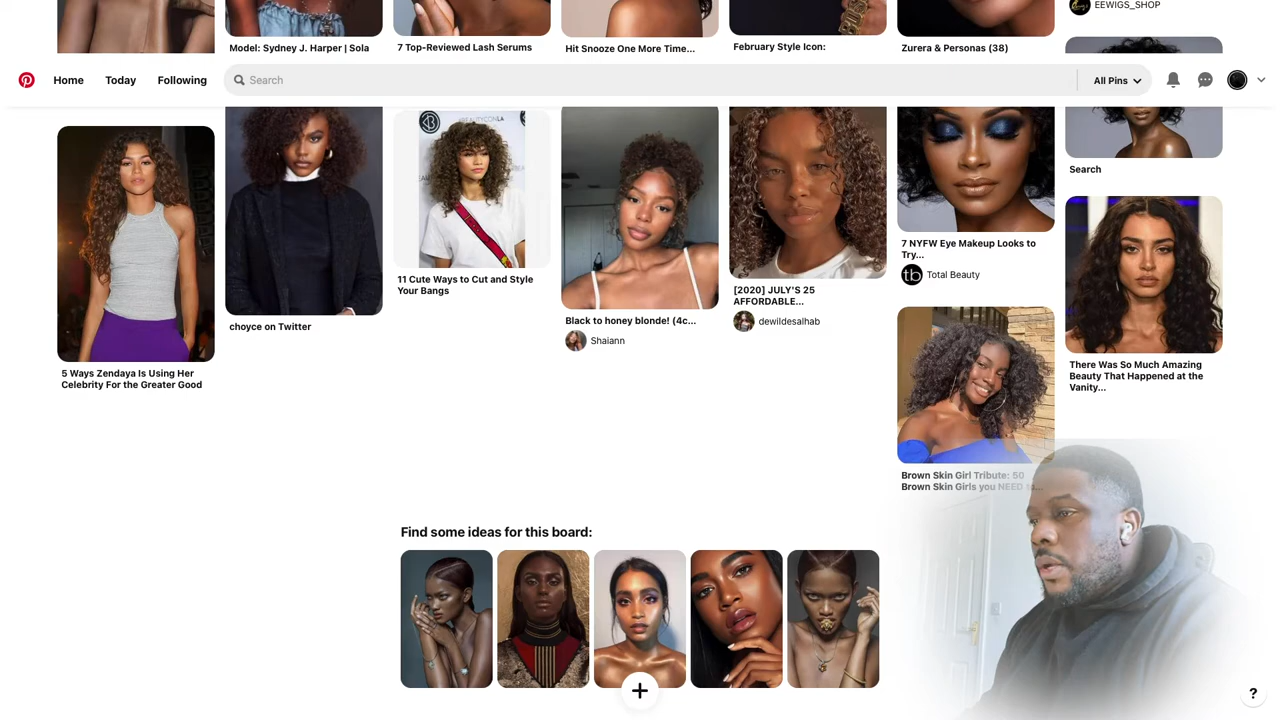 EEWIGS_SHOP
Model: Sydney J. Harper | Sola
7 Top-Reviewed Lash Serums
Hit Snooze One More Time...
February Style Icon:
Zurera & Personas (38)
Home
Today
Following
Search
All Pins
BEAUTYCONLA
Search
7 NYFW Eye Makeup Looks to
Try...
tb
Total Beauty
11 Cute Ways to Cut and Style
Your Bangs
[2020] JULY'S 25
AFFORDABLE...
dewildesalhab
choyce on Twitter
Black to honey blonde! (4c...
Shaiann
5 Ways Zendaya Is Using Her
Celebrity For the Greater Good
There Was So Much Amazing
Beauty That Happened at the
Vanity...
Brown Skin Girl Tribute: 50
Brown Skin Girls you NEED
Find some ideas for this board:
+
?